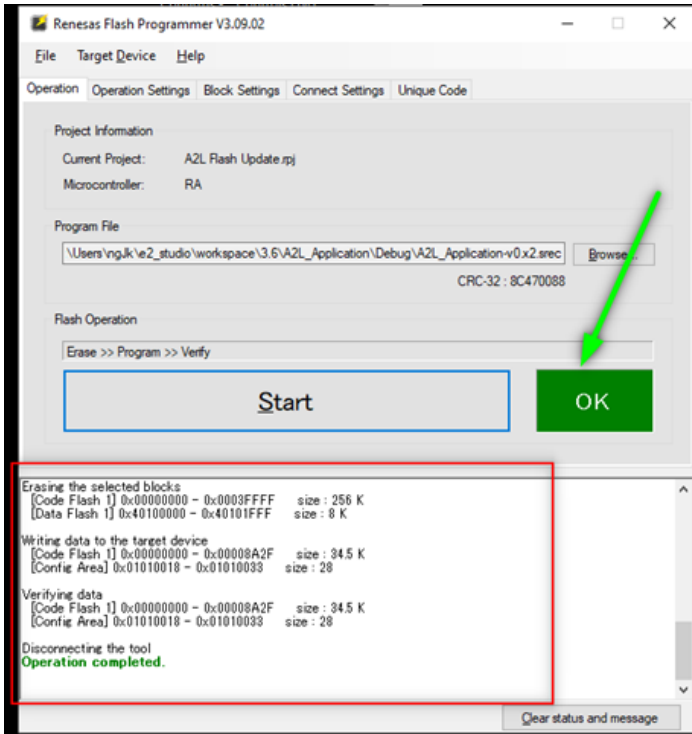 Renesas Flash Programmer V3.09.02
File Target Device Help
Operation Operation Settings Block Settings Connect Settings Unique Code
Project Information
Current Project: A2L Flash Update.rpj
Microcontroller: RA
Program File
\Users\ngJk\e2_studio\workspace\3.6\A2L_Application\Debug\A2L_Application-v0.x2.srec Browse...
CRC-32 : 8C470088
Flash Operation
Erase >> Program >> Verify
Start OK
Erasing the selected blocks
[Code Flash 1] 0x00000000 - 0x0003FFFF size : 256 K
[Data Flash 1] 0x40100000 - 0x40101FFF size : 8 K
Writing data to the target device
[Code Flash 1] 0x00000000 - 0x00008A2F size : 34.5 K
[Config Area] 0x01010018 - 0x01010033 size : 28
Verifying data
[Code Flash 1] 0x00000000 - 0x00008A2F size : 34.5 K
[Config Area] 0x01010018 - 0x01010033 size : 28
Disconnecting the tool
Operation completed.
Clear status and message